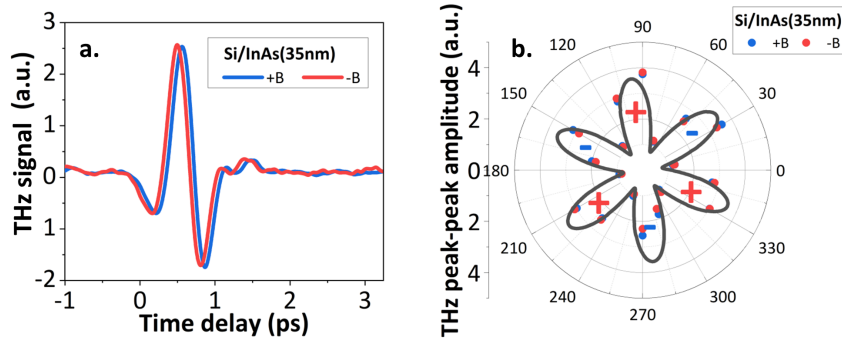 a.
Si/InAs(35nm)
+B -B
THz signal (a.u.)
3
2
1
0
-1
-2
-1 0 1 2 3
Time delay (ps)
b.
Si/InAs(35nm)
+B -B
THz peak-peak amplitude (a.u.)
4
2
0
2
4
90
120 60
150 30
180 0
210 330
240 300
270
+
-
-
+
+
-